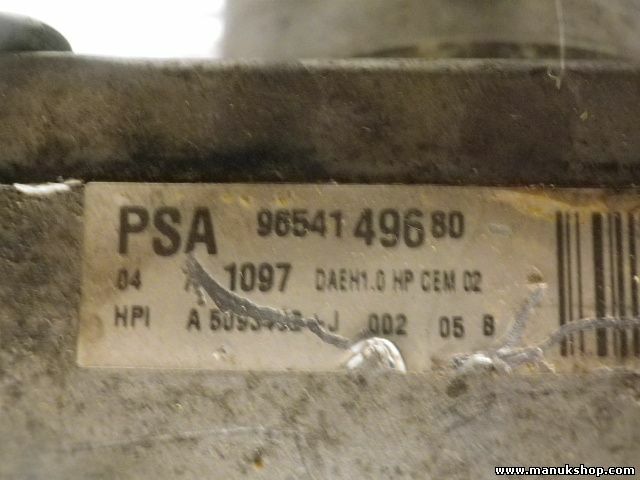 PSA 96541 496 80
04 1097 DAEH1.0 HP CEM 02
HPI A 002 05 B
www.manukshop.com